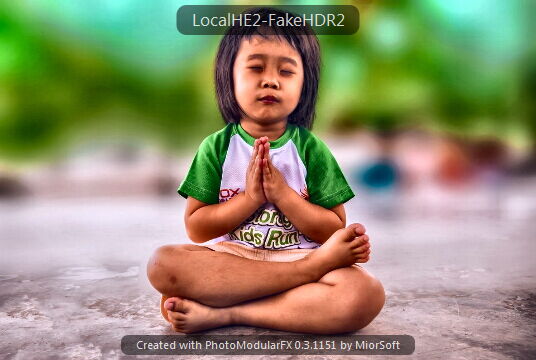 LocalHE2-FakeHDR2
Kids Run
Created with PhotoModularFX 0.3.1151 by MiorSoft